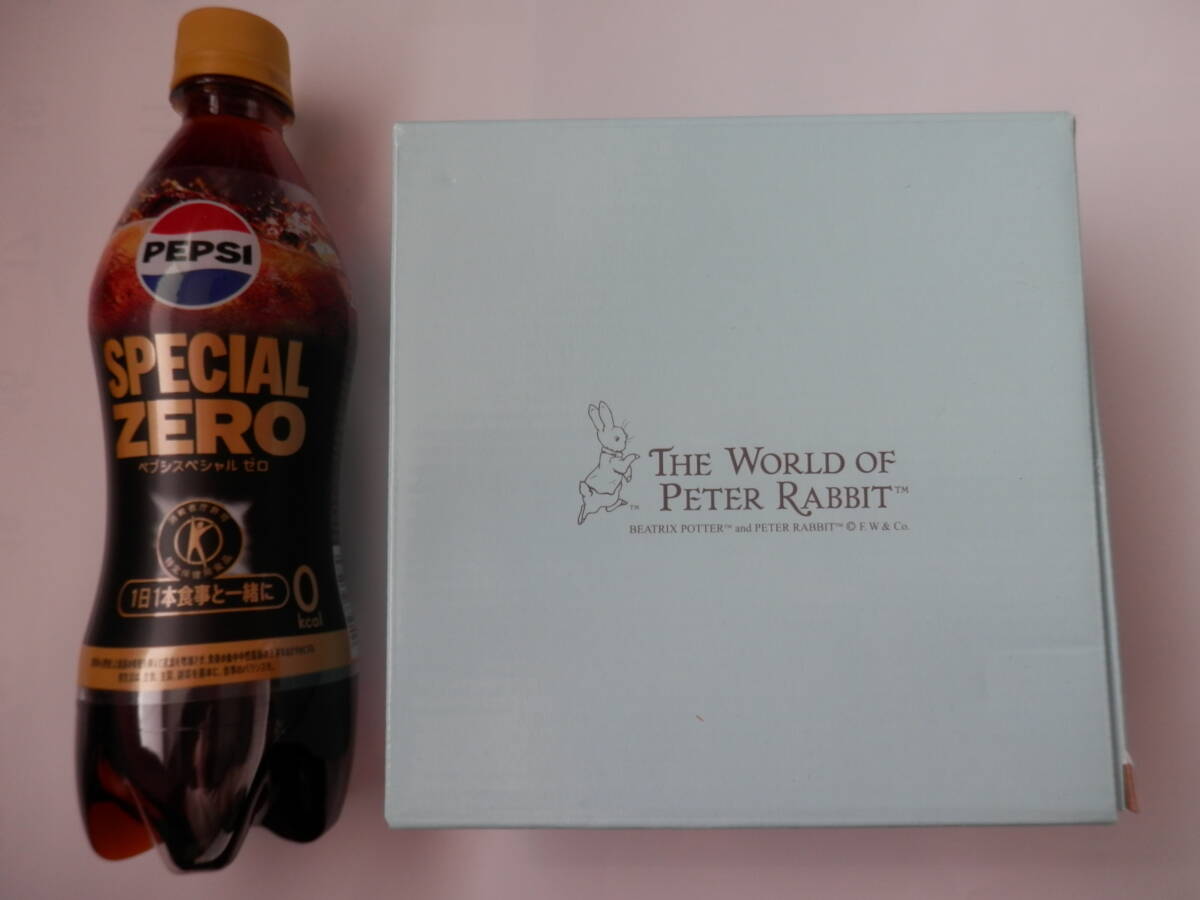 PEPSI
SPECIAL
ZERO
ペプシスペシャル ゼロ
1日1本食事と一緒に
0
kcal
THE WORLD OF
PETER RABBIT™
™
BEATRIX POTTER™ and PETER RABBIT™ © F. W & Co.